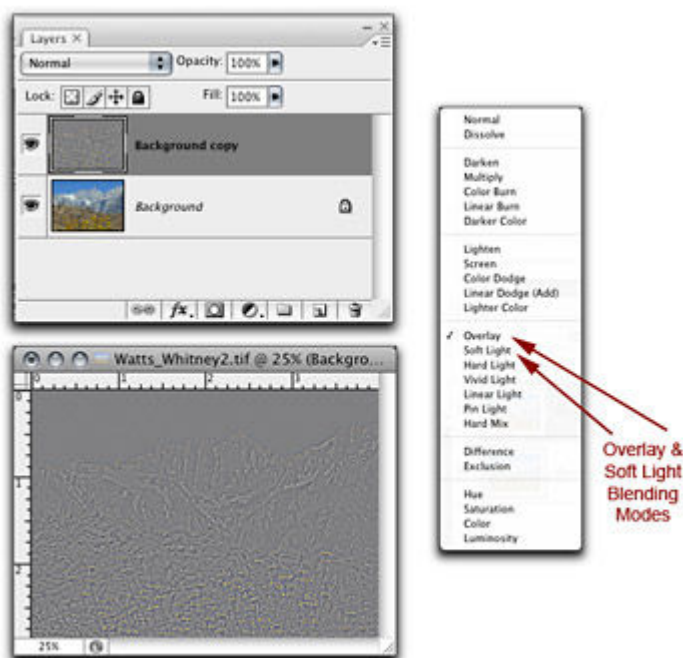 Layers ×
Normal Opacity: 100%
Lock: Fill: 100%
Background copy
Background
fx.
Watts_Whitney2.tif @ 25% (Backgro...
0 1 2 3
0
1
2
25%
Normal
Dissolve
Darken
Multiply
Color Burn
Linear Burn
Darker Color
Lighten
Screen
Color Dodge
Linear Dodge (Add)
Lighter Color
✓ Overlay
Soft Light
Hard Light
Vivid Light
Linear Light
Pin Light
Hard Mix
Difference
Exclusion
Hue
Saturation
Color
Luminosity
Overlay &
Soft Light
Blending
Modes